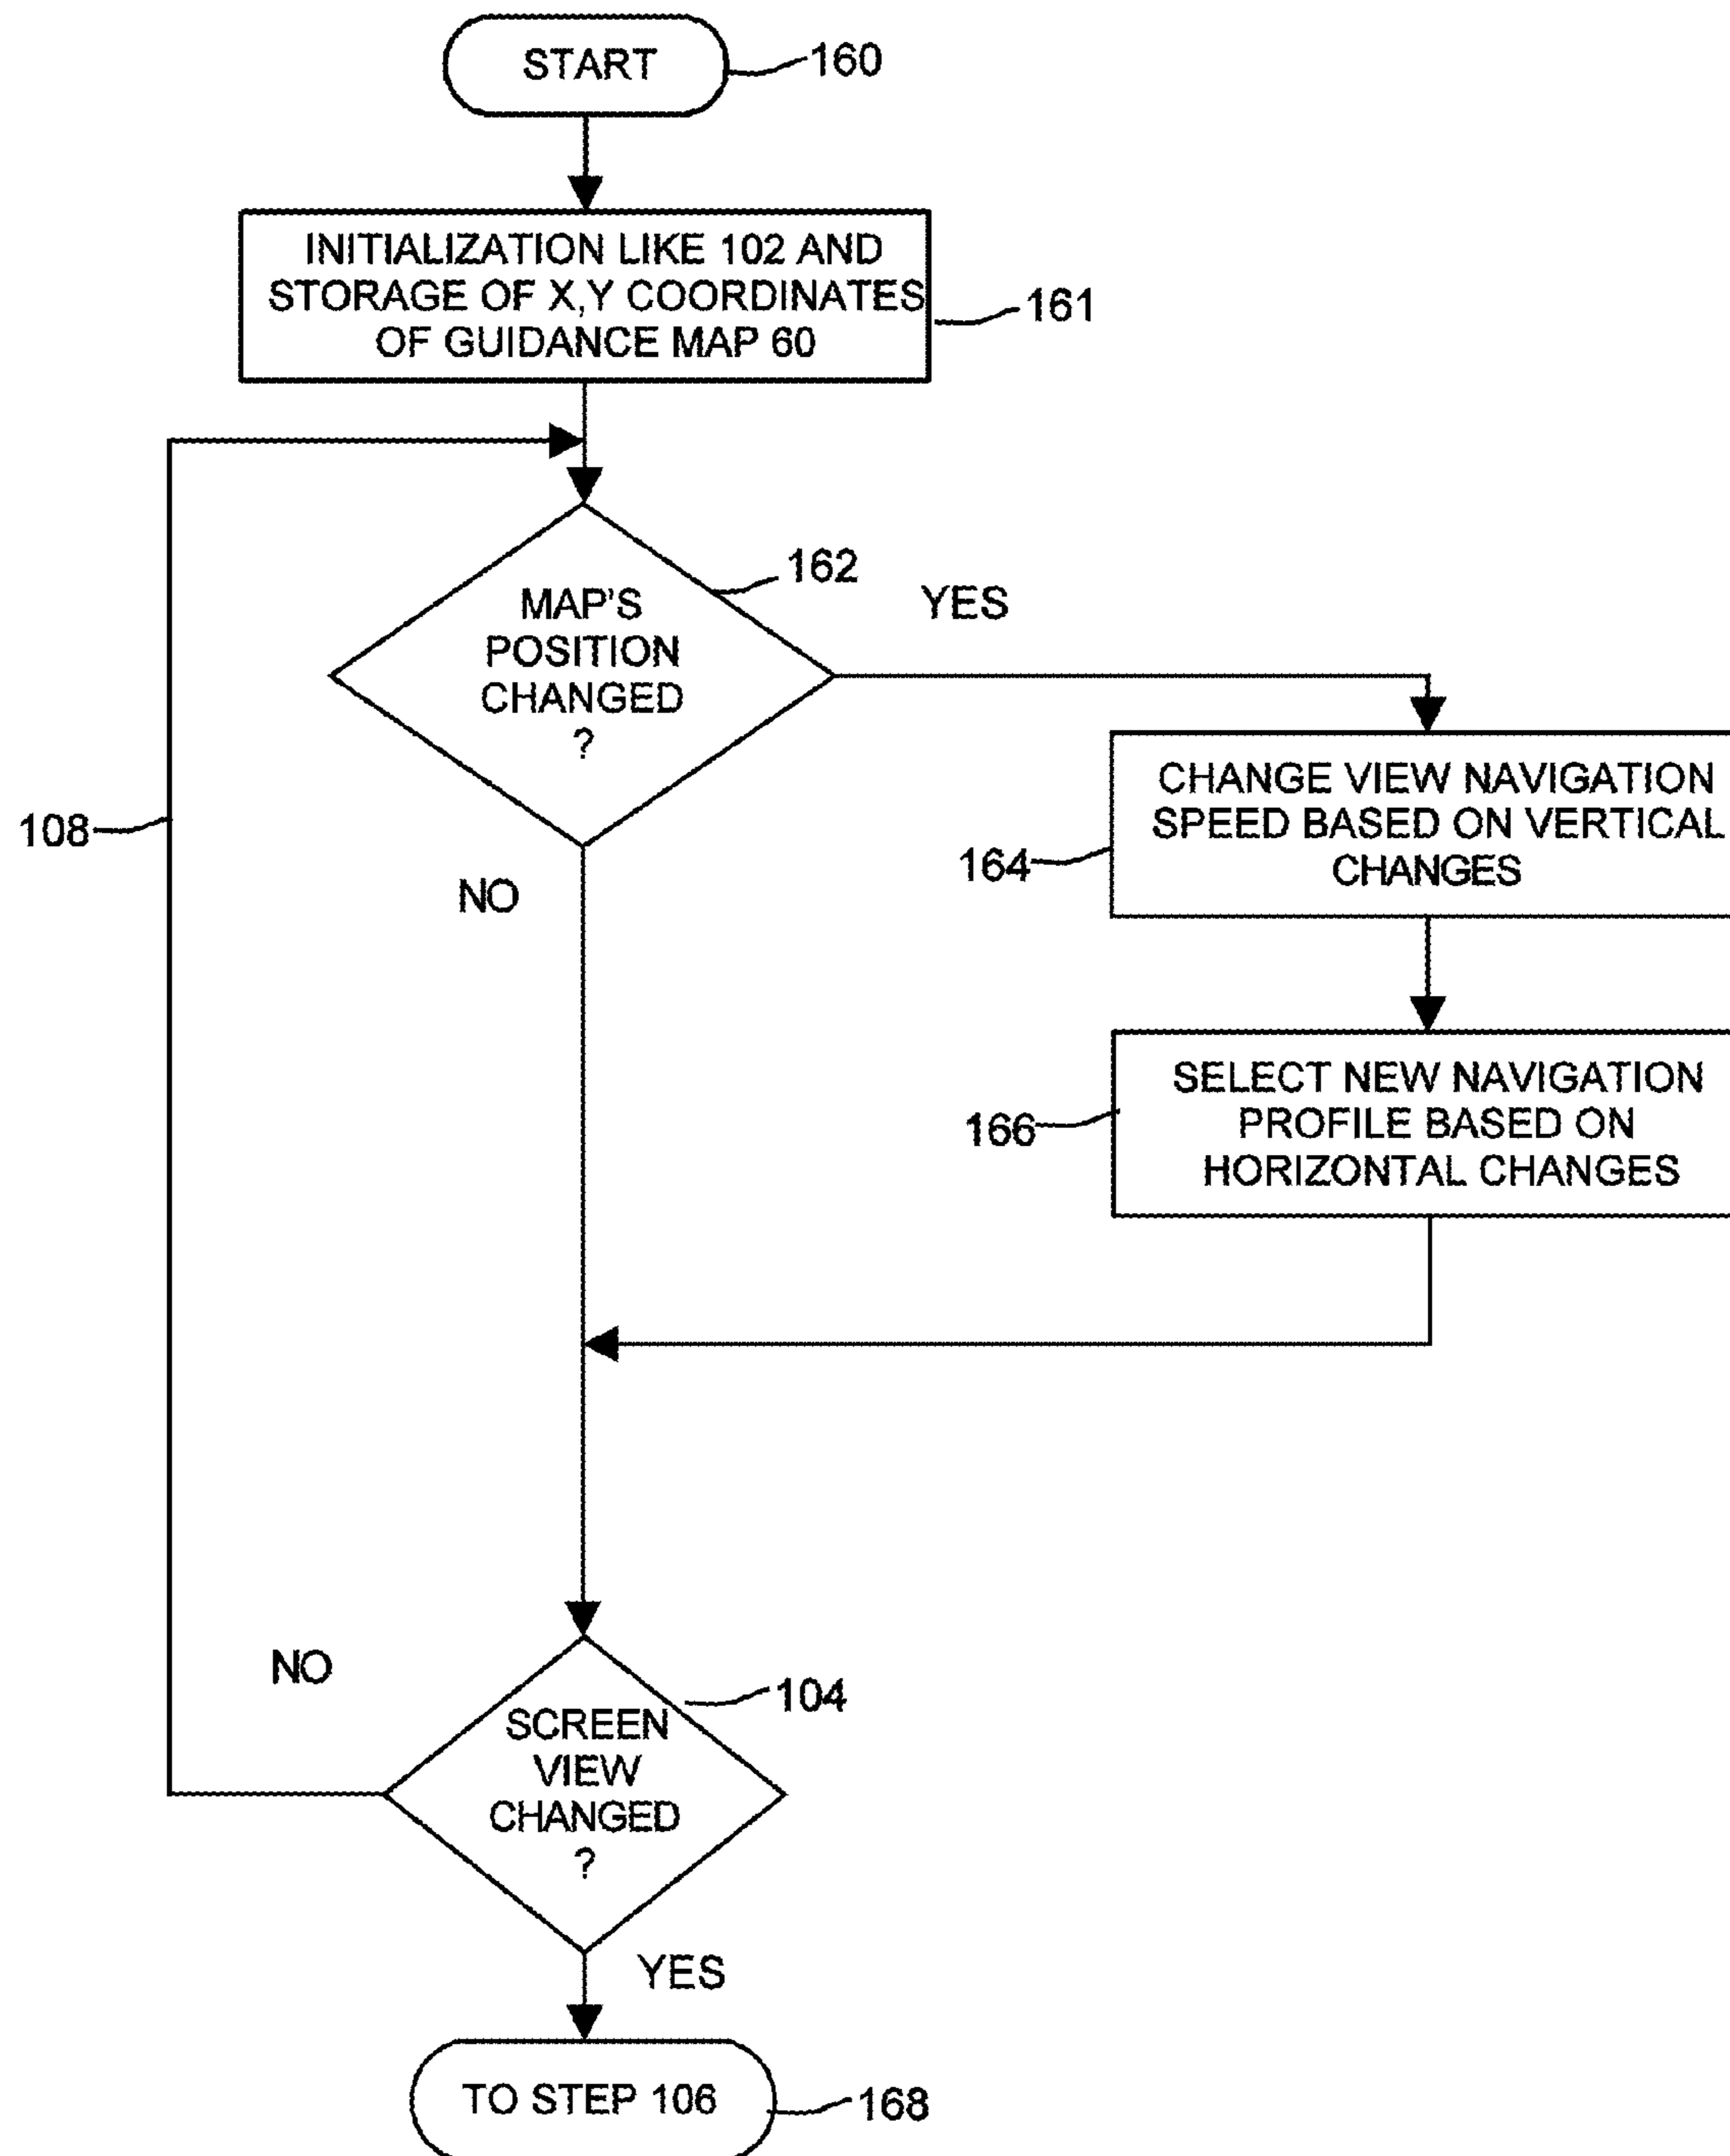 START
160
INITIALIZATION LIKE 102 AND
STORAGE OF X,Y COORDINATES
OF GUIDANCE MAP 60
161
162
MAP'S
POSITION
CHANGED
?
YES
NO
108
CHANGE VIEW NAVIGATION
SPEED BASED ON VERTICAL
CHANGES
164
SELECT NEW NAVIGATION
PROFILE BASED ON
HORIZONTAL CHANGES
166
NO
104
SCREEN
VIEW
CHANGED
?
YES
TO STEP 106
168